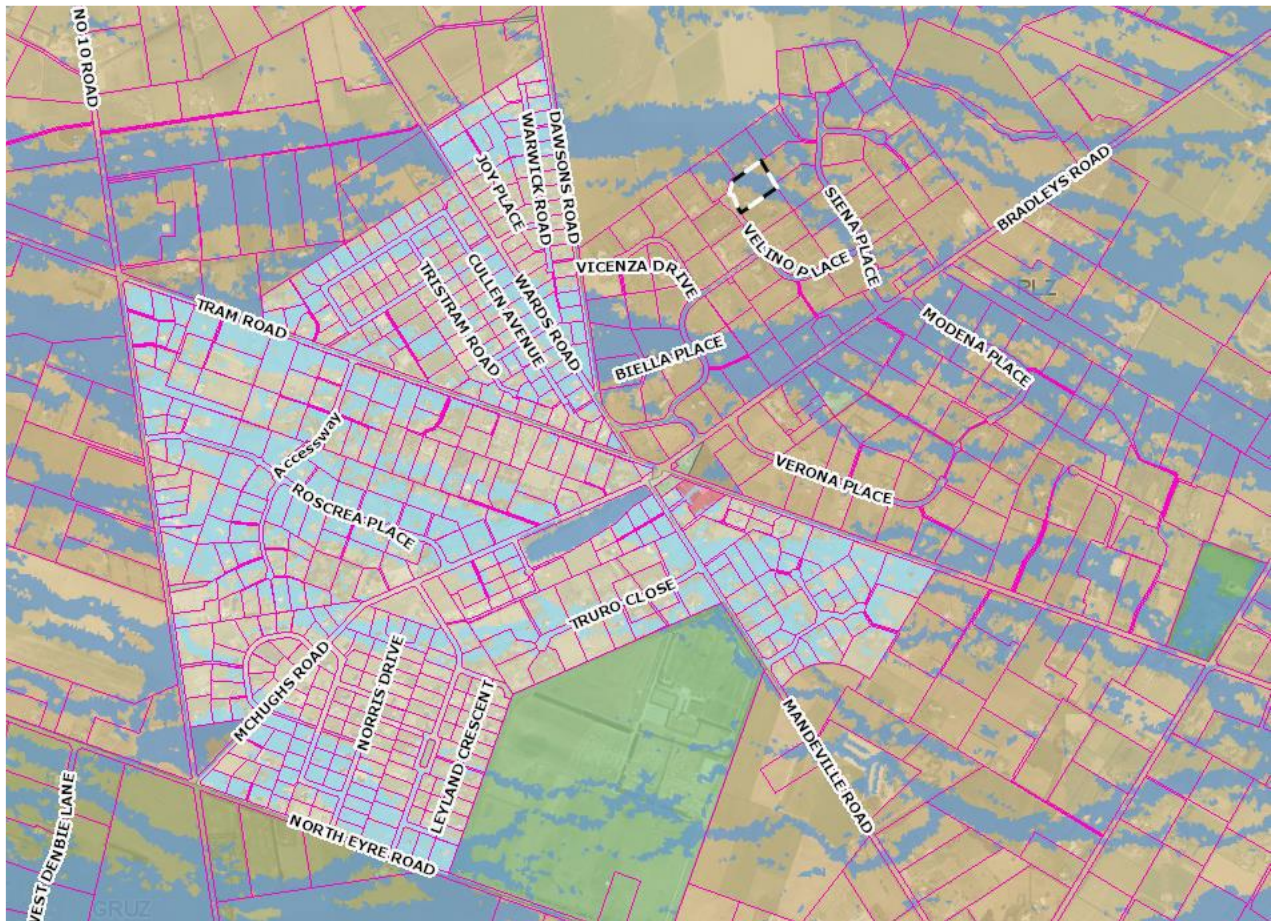 NO 10 ROAD
DAWSONS ROAD
WARWICK ROAD
JOY PLACE
BRADLEYS ROAD
SIENA PLACE
VELINO PLACE
VICENZA DRIVE
CULLEN AVENUE
WARDS ROAD
TRISTRAM ROAD
RLZ
TRAM ROAD
MODENA PLACE
BIELLA PLACE
Accessway
VERONA PLACE
ROSCREA PLACE
TRURO CLOSE
NORRIS DRIVE
MCHUGHS ROAD
LEYLAND CRESCENT
MANDEVILLE ROAD
NORTH EYRE ROAD
WEST DENBIE LANE
GRUZ